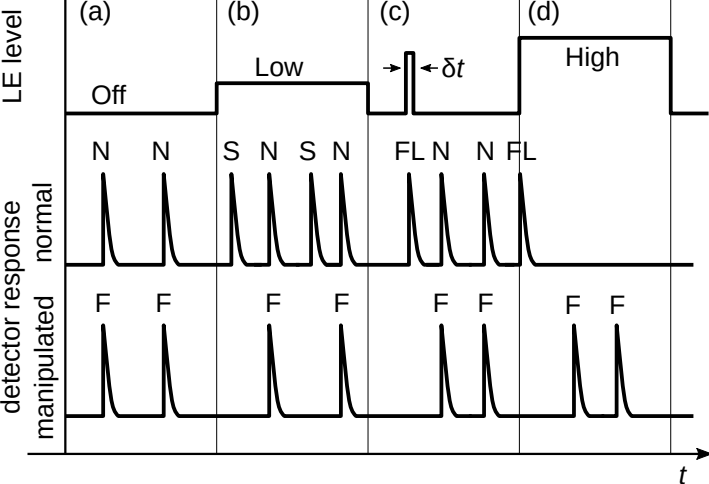 (a) (b) (c) (d)
LE level
Off
Low
δt
High
N N S N S N FL N N FL
detector response
normal
F F F F F F F F
manipulated
t